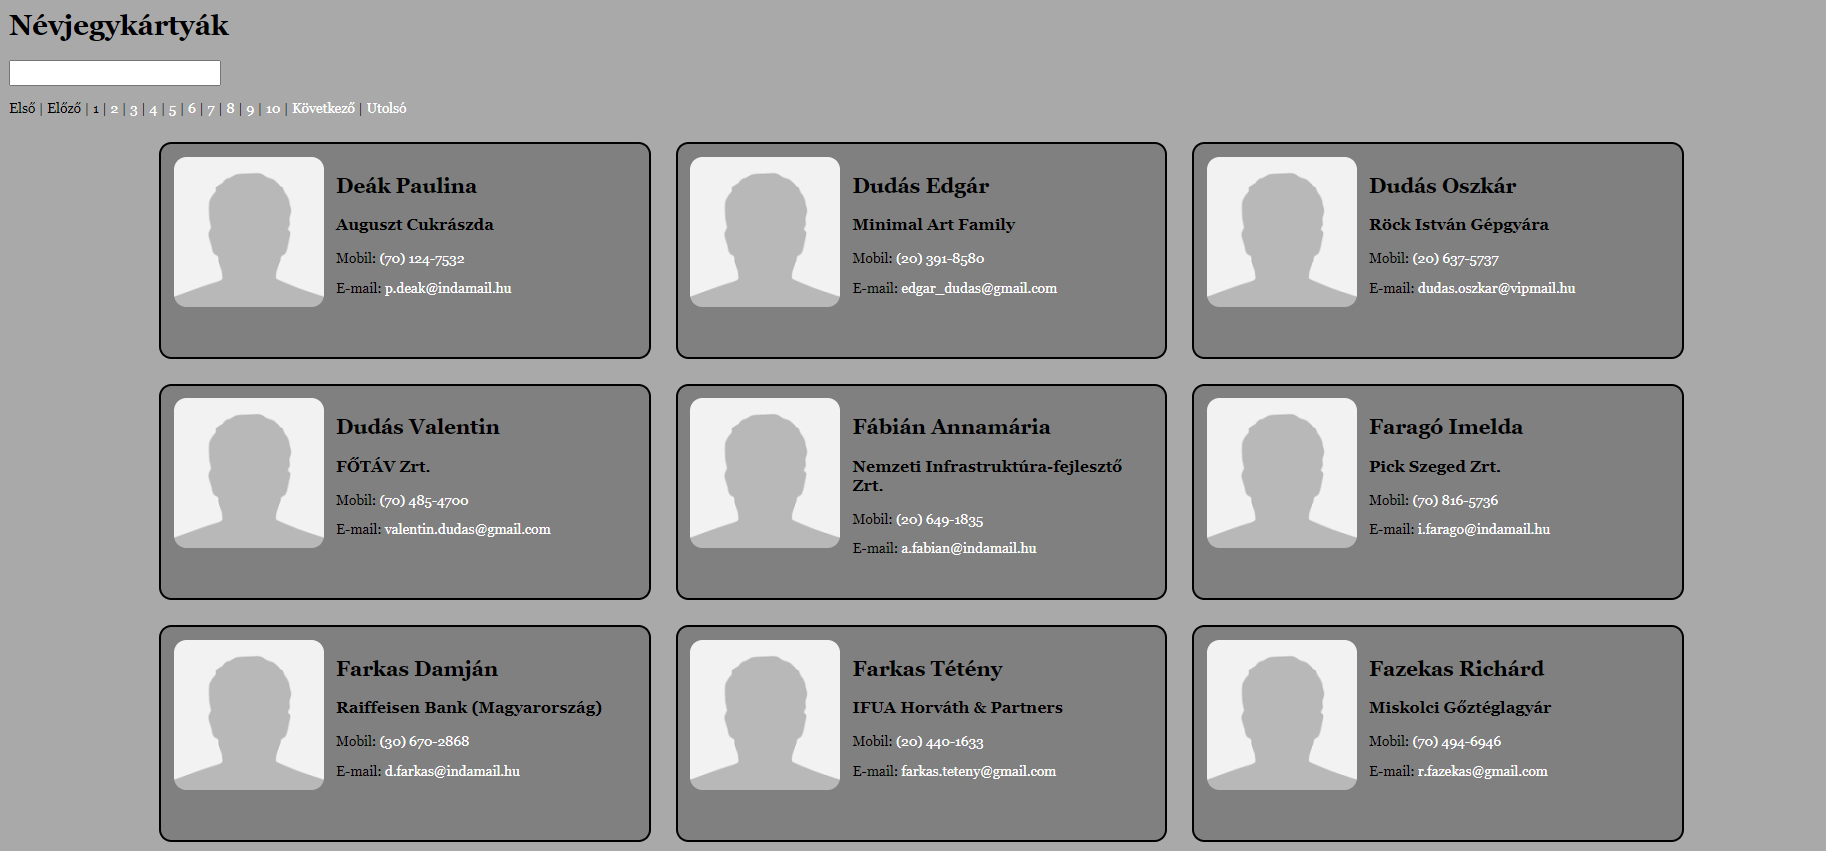 Névjegykártyák
Első | Előző | 1 | 2 | 3 | 4 | 5 | 6 | 7 | 8 | 9 | 10 | Következő | Utolsó
Deák Paulina
Auguszt Cukrászda
Mobil: (70) 124-7532
E-mail: p.deak@indamail.hu
Dudás Edgár
Minimal Art Family
Mobil: (20) 391-8580
E-mail: edgar_dudas@gmail.com
Dudás Oszkár
Röck István Gépgyára
Mobil: (20) 637-5737
E-mail: dudas.oszkar@vipmail.hu
Dudás Valentin
FŐTÁV Zrt.
Mobil: (70) 485-4700
E-mail: valentin.dudas@gmail.com
Fábián Annamária
Nemzeti Infrastruktúra-fejlesztő
Zrt.
Mobil: (20) 649-1835
E-mail: a.fabian@indamail.hu
Faragó Imelda
Pick Szeged Zrt.
Mobil: (70) 816-5736
E-mail: i.farago@indamail.hu
Farkas Damján
Raiffeisen Bank (Magyarország)
Mobil: (30) 670-2868
E-mail: d.farkas@indamail.hu
Farkas Tétény
IFUA Horváth & Partners
Mobil: (20) 440-1633
E-mail: farkas.teteny@gmail.com
Fazekas Richárd
Miskolci Gőztéglagyár
Mobil: (70) 494-6946
E-mail: r.fazekas@gmail.com